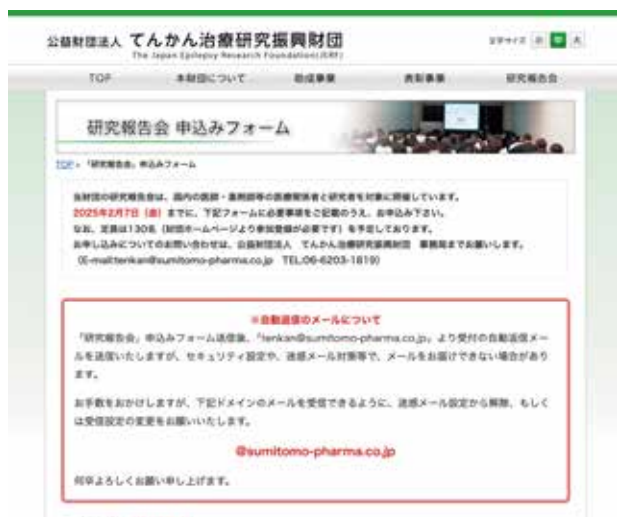 公益財団法人 てんかん治療研究振興財団
The Japan Epilepsy Research Foundation(JERF)
文字サイズ 小 中 大
TOP 本財団について 助成事業 表彰事業 研究報告会
研究報告会 申込みフォーム
TOP > 「研究報告会」申込みフォーム
当財団の研究報告会は、国内の医師・薬剤師等の医療関係者と研究者を対象に開催しています。
2025年2月7日（金）までに、下記フォームに必要事項をご記載のうえ、お申込み下さい。
なお、定員は130名（財団ホームページより参加登録が必要です）を予定しております。
お申し込みについてのお問い合わせは、公益財団法人 てんかん治療研究振興財団 事務局までお願いします。
（E-mail:tenkan@sumitomo-pharma.co.jp TEL:06-6203-1819）
※自動返信のメールについて
「研究報告会」申込みフォーム送信後、「tenkan@sumitomo-pharma.co.jp」より受付の自動返信メー
ルを送信いたしますが、セキュリティ設定や、迷惑メール対策等で、メールをお届けできない場合があり
ます。
お手数をおかけしますが、下記ドメインのメールを受信できるように、迷惑メール設定から解除、もしく
は受信設定の変更をお願いいたします。
@sumitomo-pharma.co.jp
何卒よろしくお願い申し上げます。